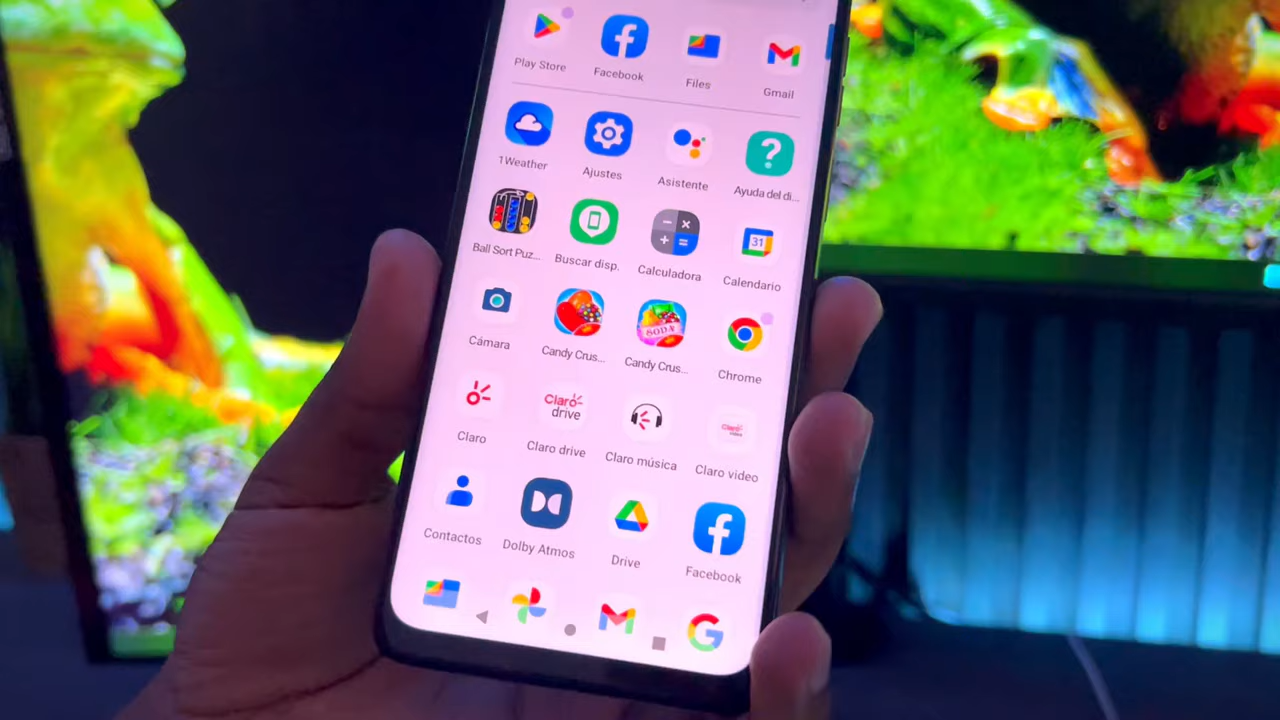 Play Store
Facebook
Files
Gmail
1Weather
Ajustes
Asistente
Ayuda del di...
Ball Sort Puz...
Buscar disp.
Calculadora
31
Calendario
Cámara
Candy Crus...
SODA
Candy Crus...
Chrome
Claro
Claro
drive
Claro drive
Claro música
Claro
video
Claro video
Contactos
Dolby Atmos
Drive
Facebook